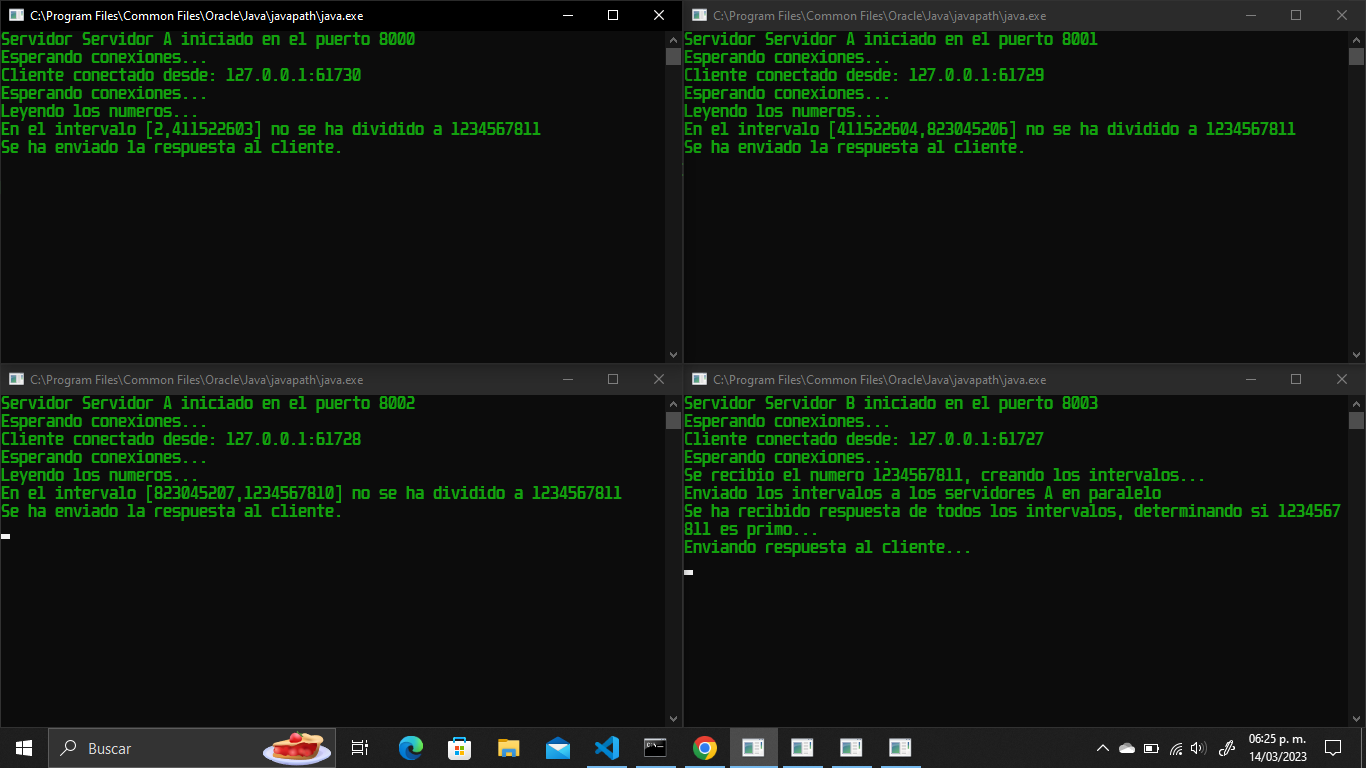 C:\Program Files\Common Files\Oracle\Java\javapath\java.exe
Servidor Servidor A iniciado en el puerto 8000
Esperando conexiones...
Cliente conectado desde: 127.0.0.1:61730
Esperando conexiones...
Leyendo los numeros...
En el intervalo [2,411522603] no se ha dividido a 1234567811
Se ha enviado la respuesta al cliente.
C:\Program Files\Common Files\Oracle\Java\javapath\java.exe
Servidor Servidor A iniciado en el puerto 8001
Esperando conexiones...
Cliente conectado desde: 127.0.0.1:61729
Esperando conexiones...
Leyendo los numeros...
En el intervalo [411522604,823045206] no se ha dividido a 1234567811
Se ha enviado la respuesta al cliente.
C:\Program Files\Common Files\Oracle\Java\javapath\java.exe
Servidor Servidor A iniciado en el puerto 8002
Esperando conexiones...
Cliente conectado desde: 127.0.0.1:61728
Esperando conexiones...
Leyendo los numeros...
En el intervalo [823045207,1234567810] no se ha dividido a 1234567811
Se ha enviado la respuesta al cliente.
C:\Program Files\Common Files\Oracle\Java\javapath\java.exe
Servidor Servidor B iniciado en el puerto 8003
Esperando conexiones...
Cliente conectado desde: 127.0.0.1:61727
Esperando conexiones...
Se recibio el numero 1234567811, creando los intervalos...
Enviado los intervalos a los servidores A en paralelo
Se ha recibido respuesta de todos los intervalos, determinando si 1234567
811 es primo...
Enviando respuesta al cliente...
Buscar
06:25 p. m.
14/03/2023